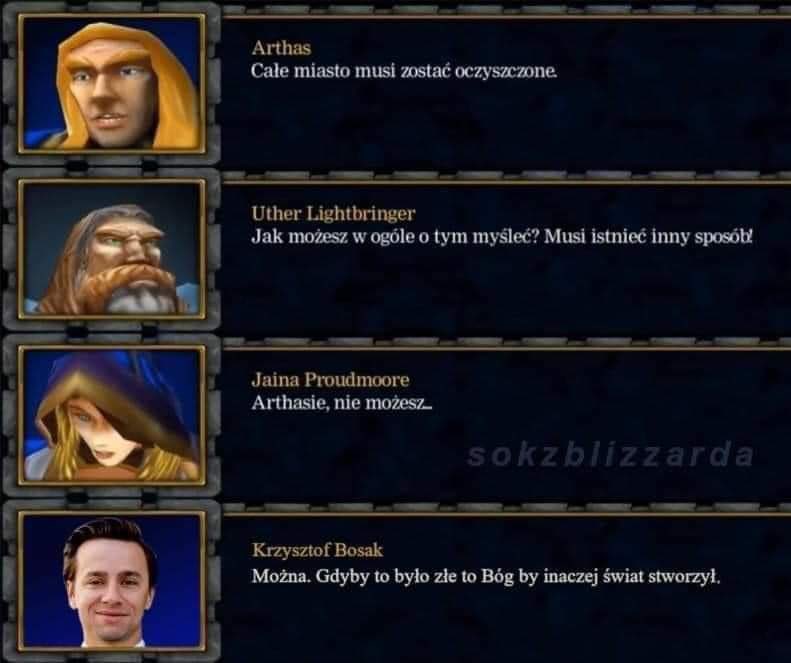 Arthas
Całe miasto musi zostać oczyszczone.
Uther Lightbringer
Jak możesz w ogóle o tym myśleć? Musi istnieć inny sposób!
Jaina Proudmoore
Arthasie, nie możesz...
sokzblizzarda
Krzysztof Bosak
Można. Gdyby to było złe to Bóg by inaczej świat stworzył.